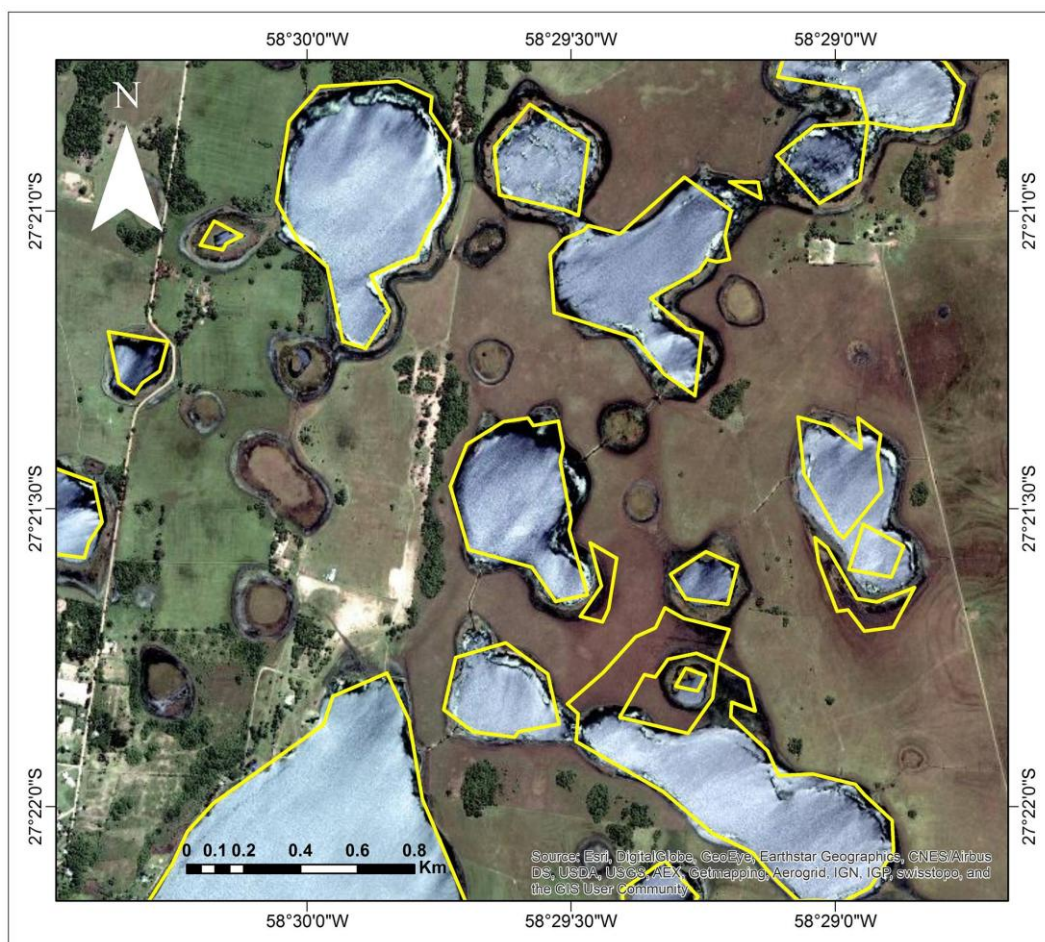 58°30'0"W 58°29'30"W 58°29'0"W
N
27°21'0"S 27°21'0"S
27°21'30"S 27°21'30"S
27°22'0"S 27°22'0"S
0 0.1 0.2 0.4 0.6 0.8
Km
Source: Esri, DigitalGlobe, GeoEye, Earthstar Geographics, CNES/Airbus
DS, USDA, USGS, AEX, Getmapping, Aerogrid, IGN, IGP, swisstopo, and
the GIS User Community
58°30'0"W 58°29'30"W 58°29'0"W